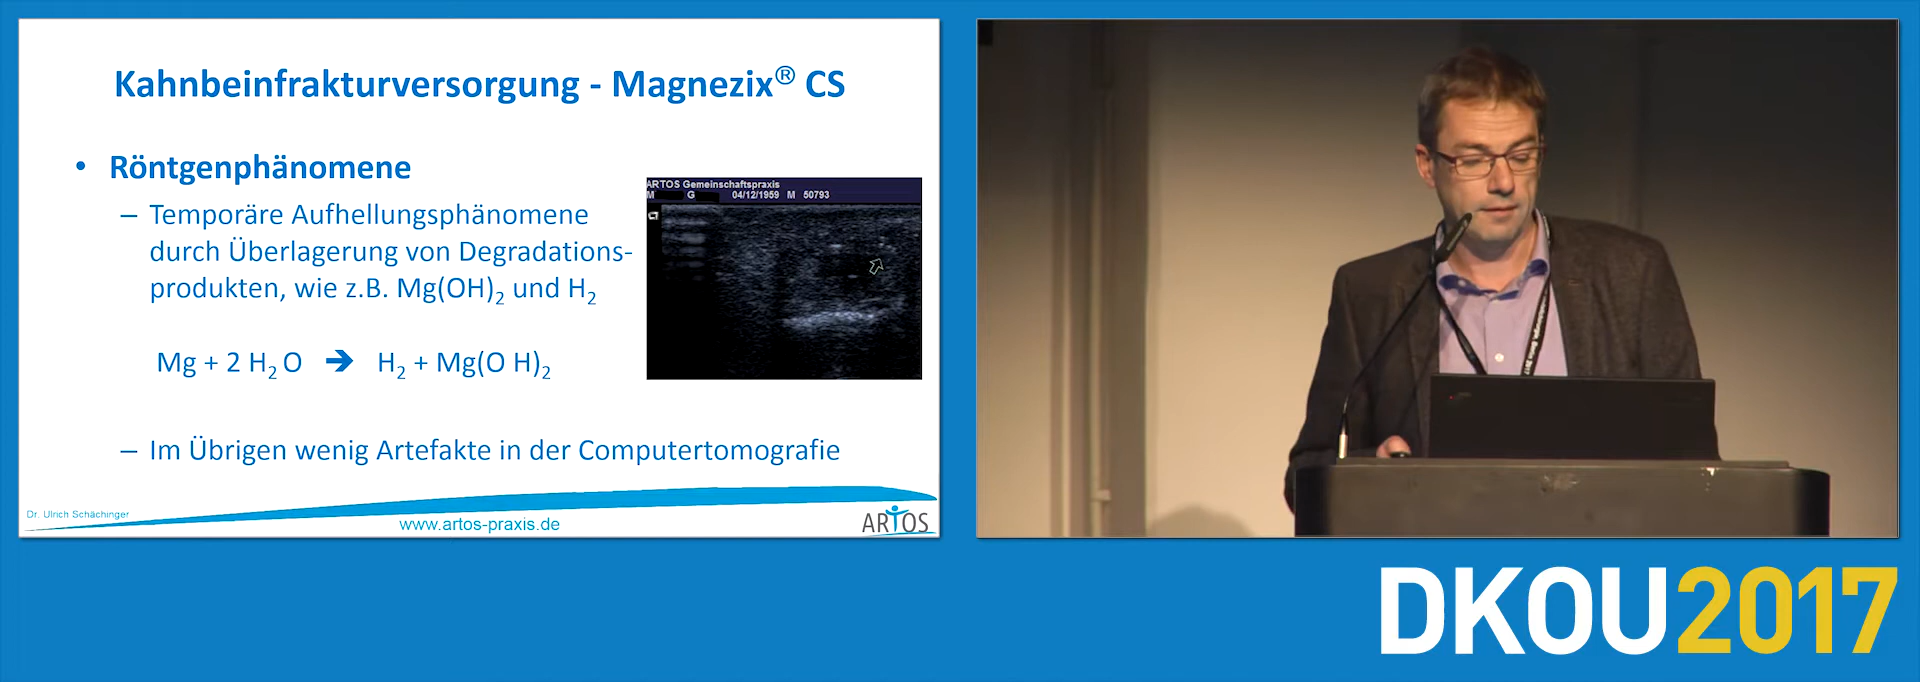 Kahnbeinfrakturversorgung - Magnezix® CS
• Röntgenphänomene
– Temporäre Aufhellungsphänomene
durch Überlagerung von Degradations-
produkten, wie z.B. Mg(OH)₂ und H₂
Mg + 2 H₂ O ➔ H₂ + Mg(O H)₂
– Im Übrigen wenig Artefakte in der Computertomografie
ARTOS Gemeinschaftspraxis
M G 04/12/1959 M 50793
Dr. Ulrich Schächinger
www.artos-praxis.de
ARTOS
DKOU2017